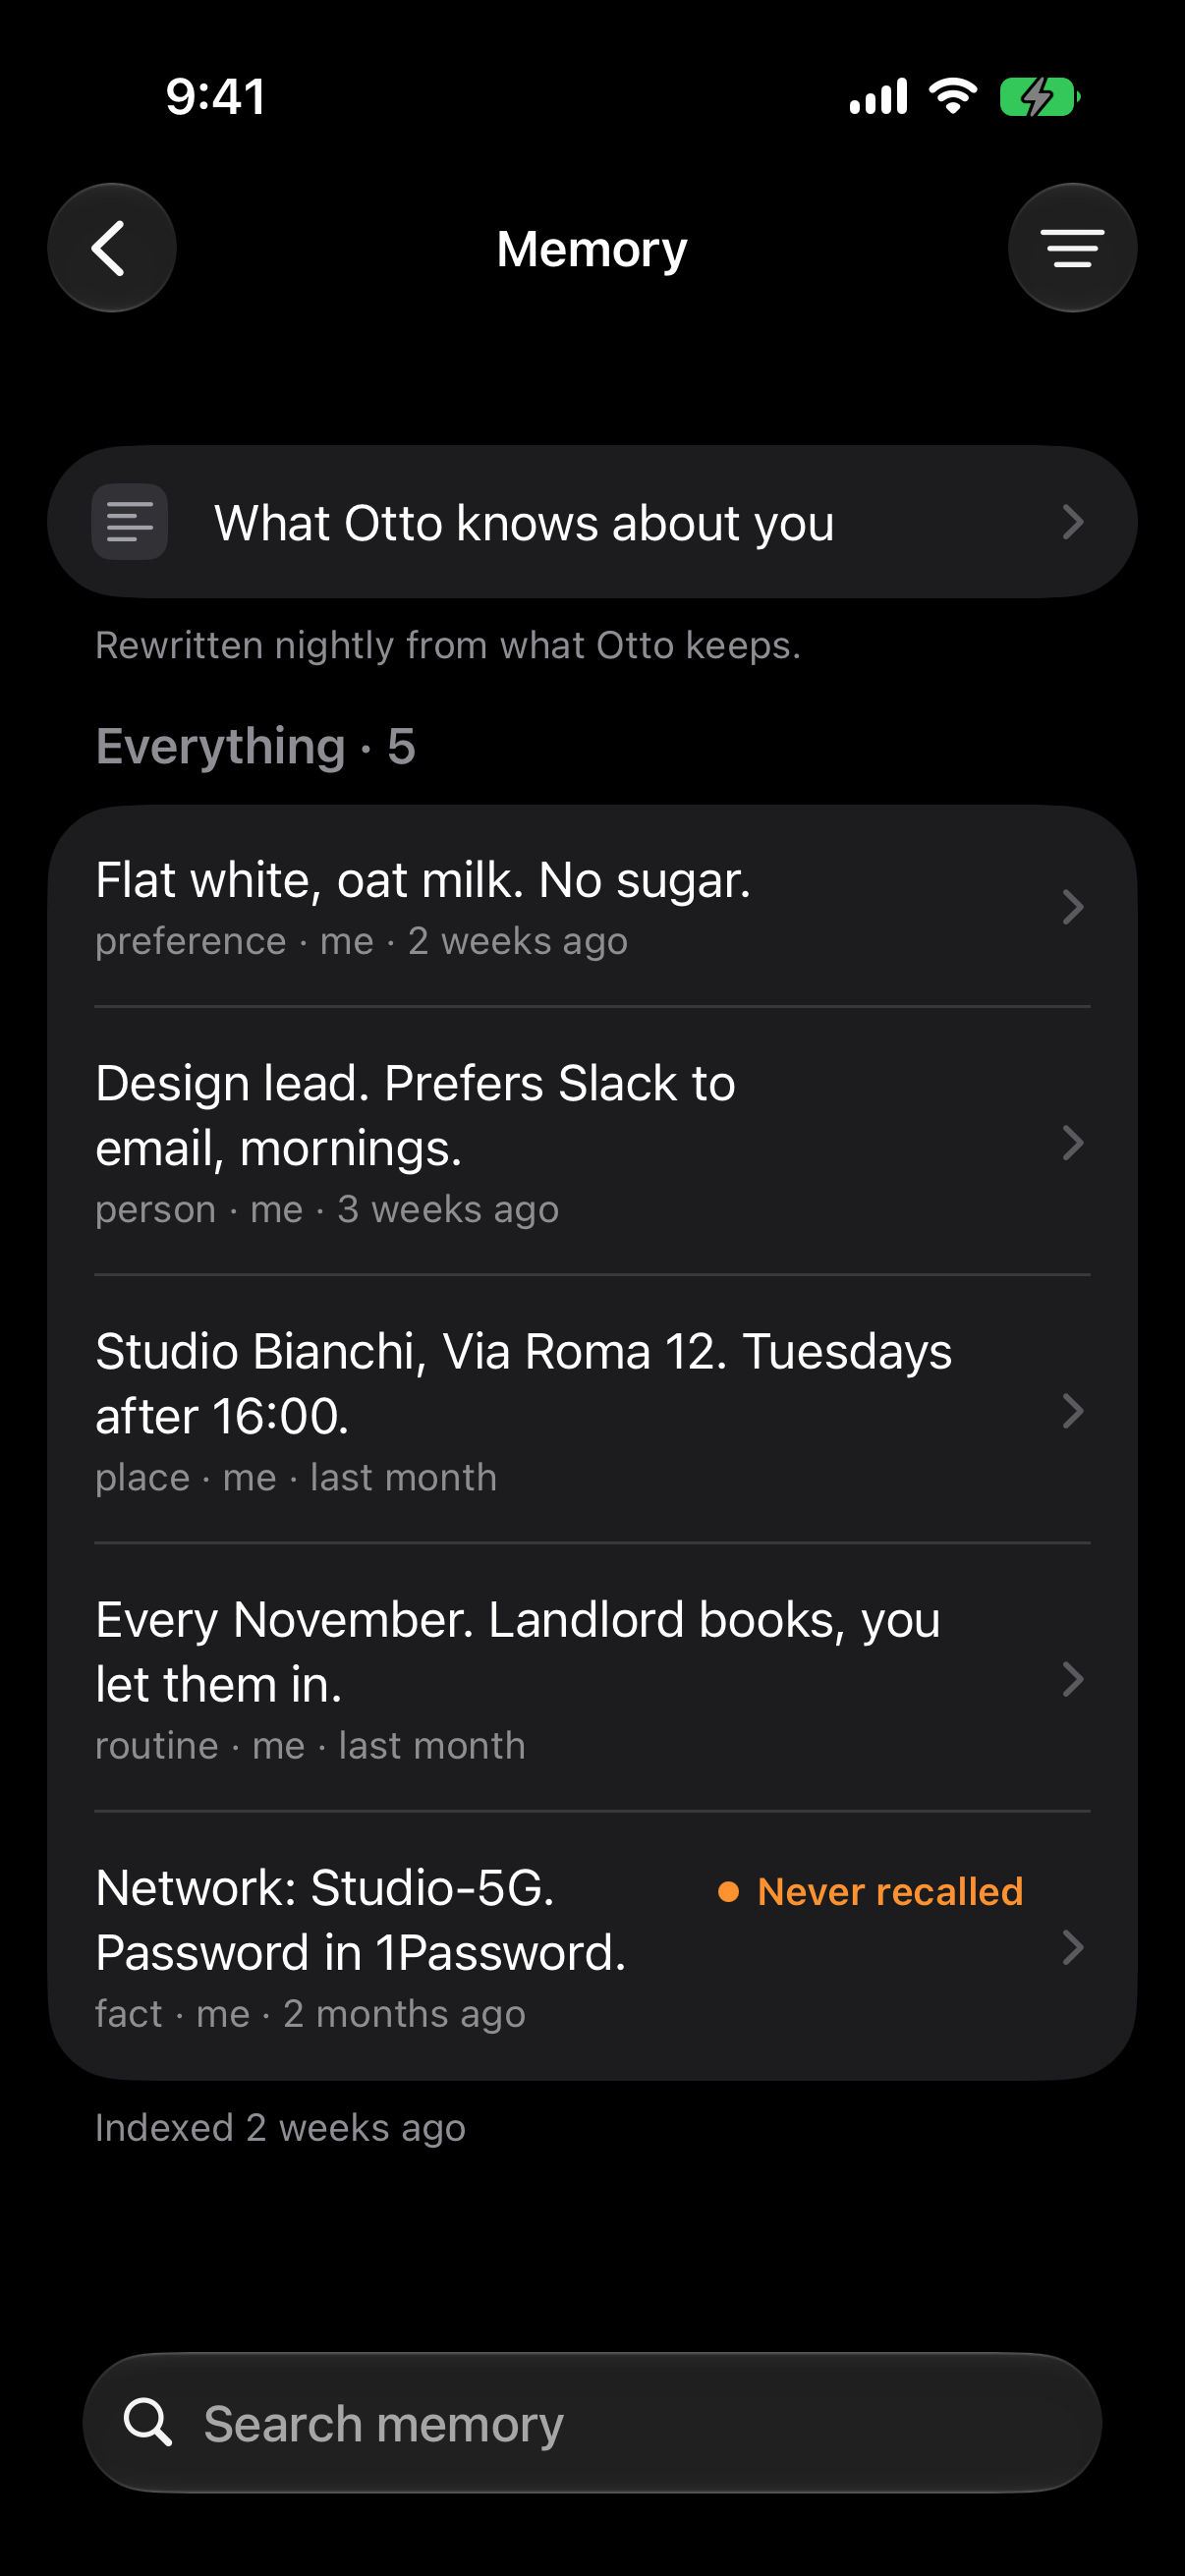 9:41
Memory
What Otto knows about you
Rewritten nightly from what Otto keeps.
Everything · 5
Flat white, oat milk. No sugar.
preference · me · 2 weeks ago
Design lead. Prefers Slack to
email, mornings.
person · me · 3 weeks ago
Studio Bianchi, Via Roma 12. Tuesdays
after 16:00.
place · me · last month
Every November. Landlord books, you
let them in.
routine · me · last month
Network: Studio-5G.
Never recalled
Password in 1Password.
fact · me · 2 months ago
Indexed 2 weeks ago
Search memory